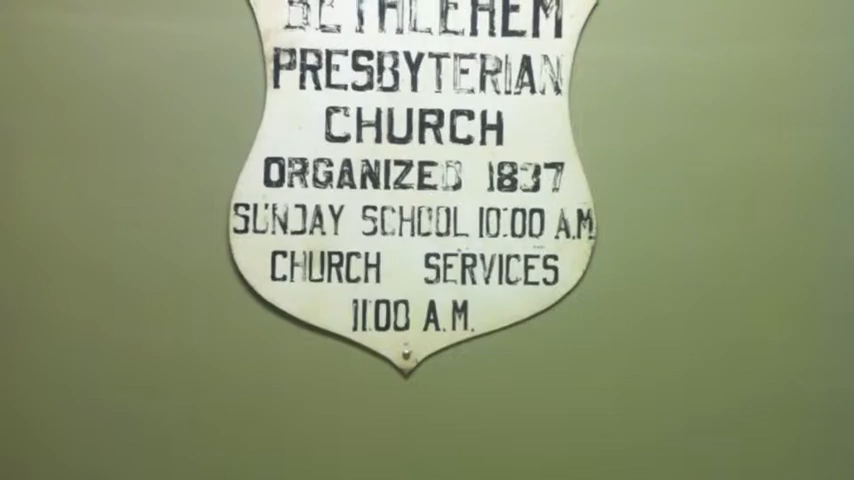 BETHLEHEM
PRESBYTERIAN
CHURCH
ORGANIZED 1837
SUNDAY SCHOOL 10:00 A.M.
CHURCH SERVICES
11:00 A.M.